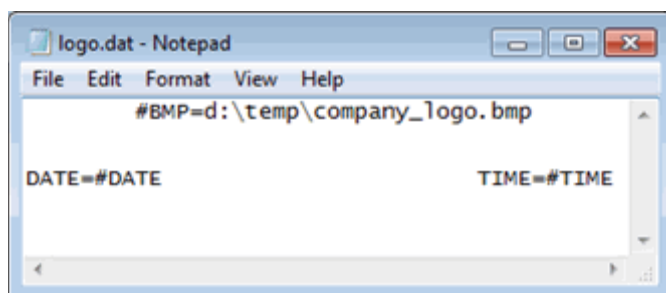 logo.dat - Notepad
File Edit Format View Help
#BMP=d:\temp\company_logo.bmp
DATE=#DATE TIME=#TIME